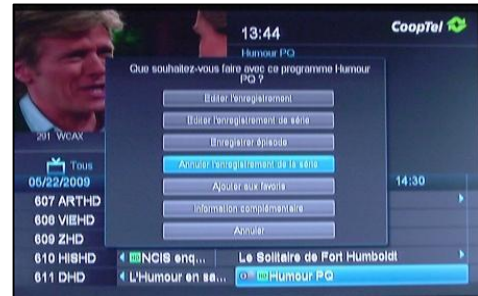 13:44
CoopTel
Humour PQ
Que souhaitez-vous faire avec ce programme Humour
PQ ?
Editer l'enregistrement
Editer l'enregistrement de série
Enregistrer épisode
Annuler l'enregistrement de la série
Ajouter aux favoris
Information complémentaire
Annuler
291 WCAX
Tous
06/22/2009
14:30
607 ARTHD
608 VIEHD
609 ZHD
610 HISHD
NCIS enq...
Le Solitaire de Fort Humboldt
611 DHD
L'Humour en sa...
Humour PQ